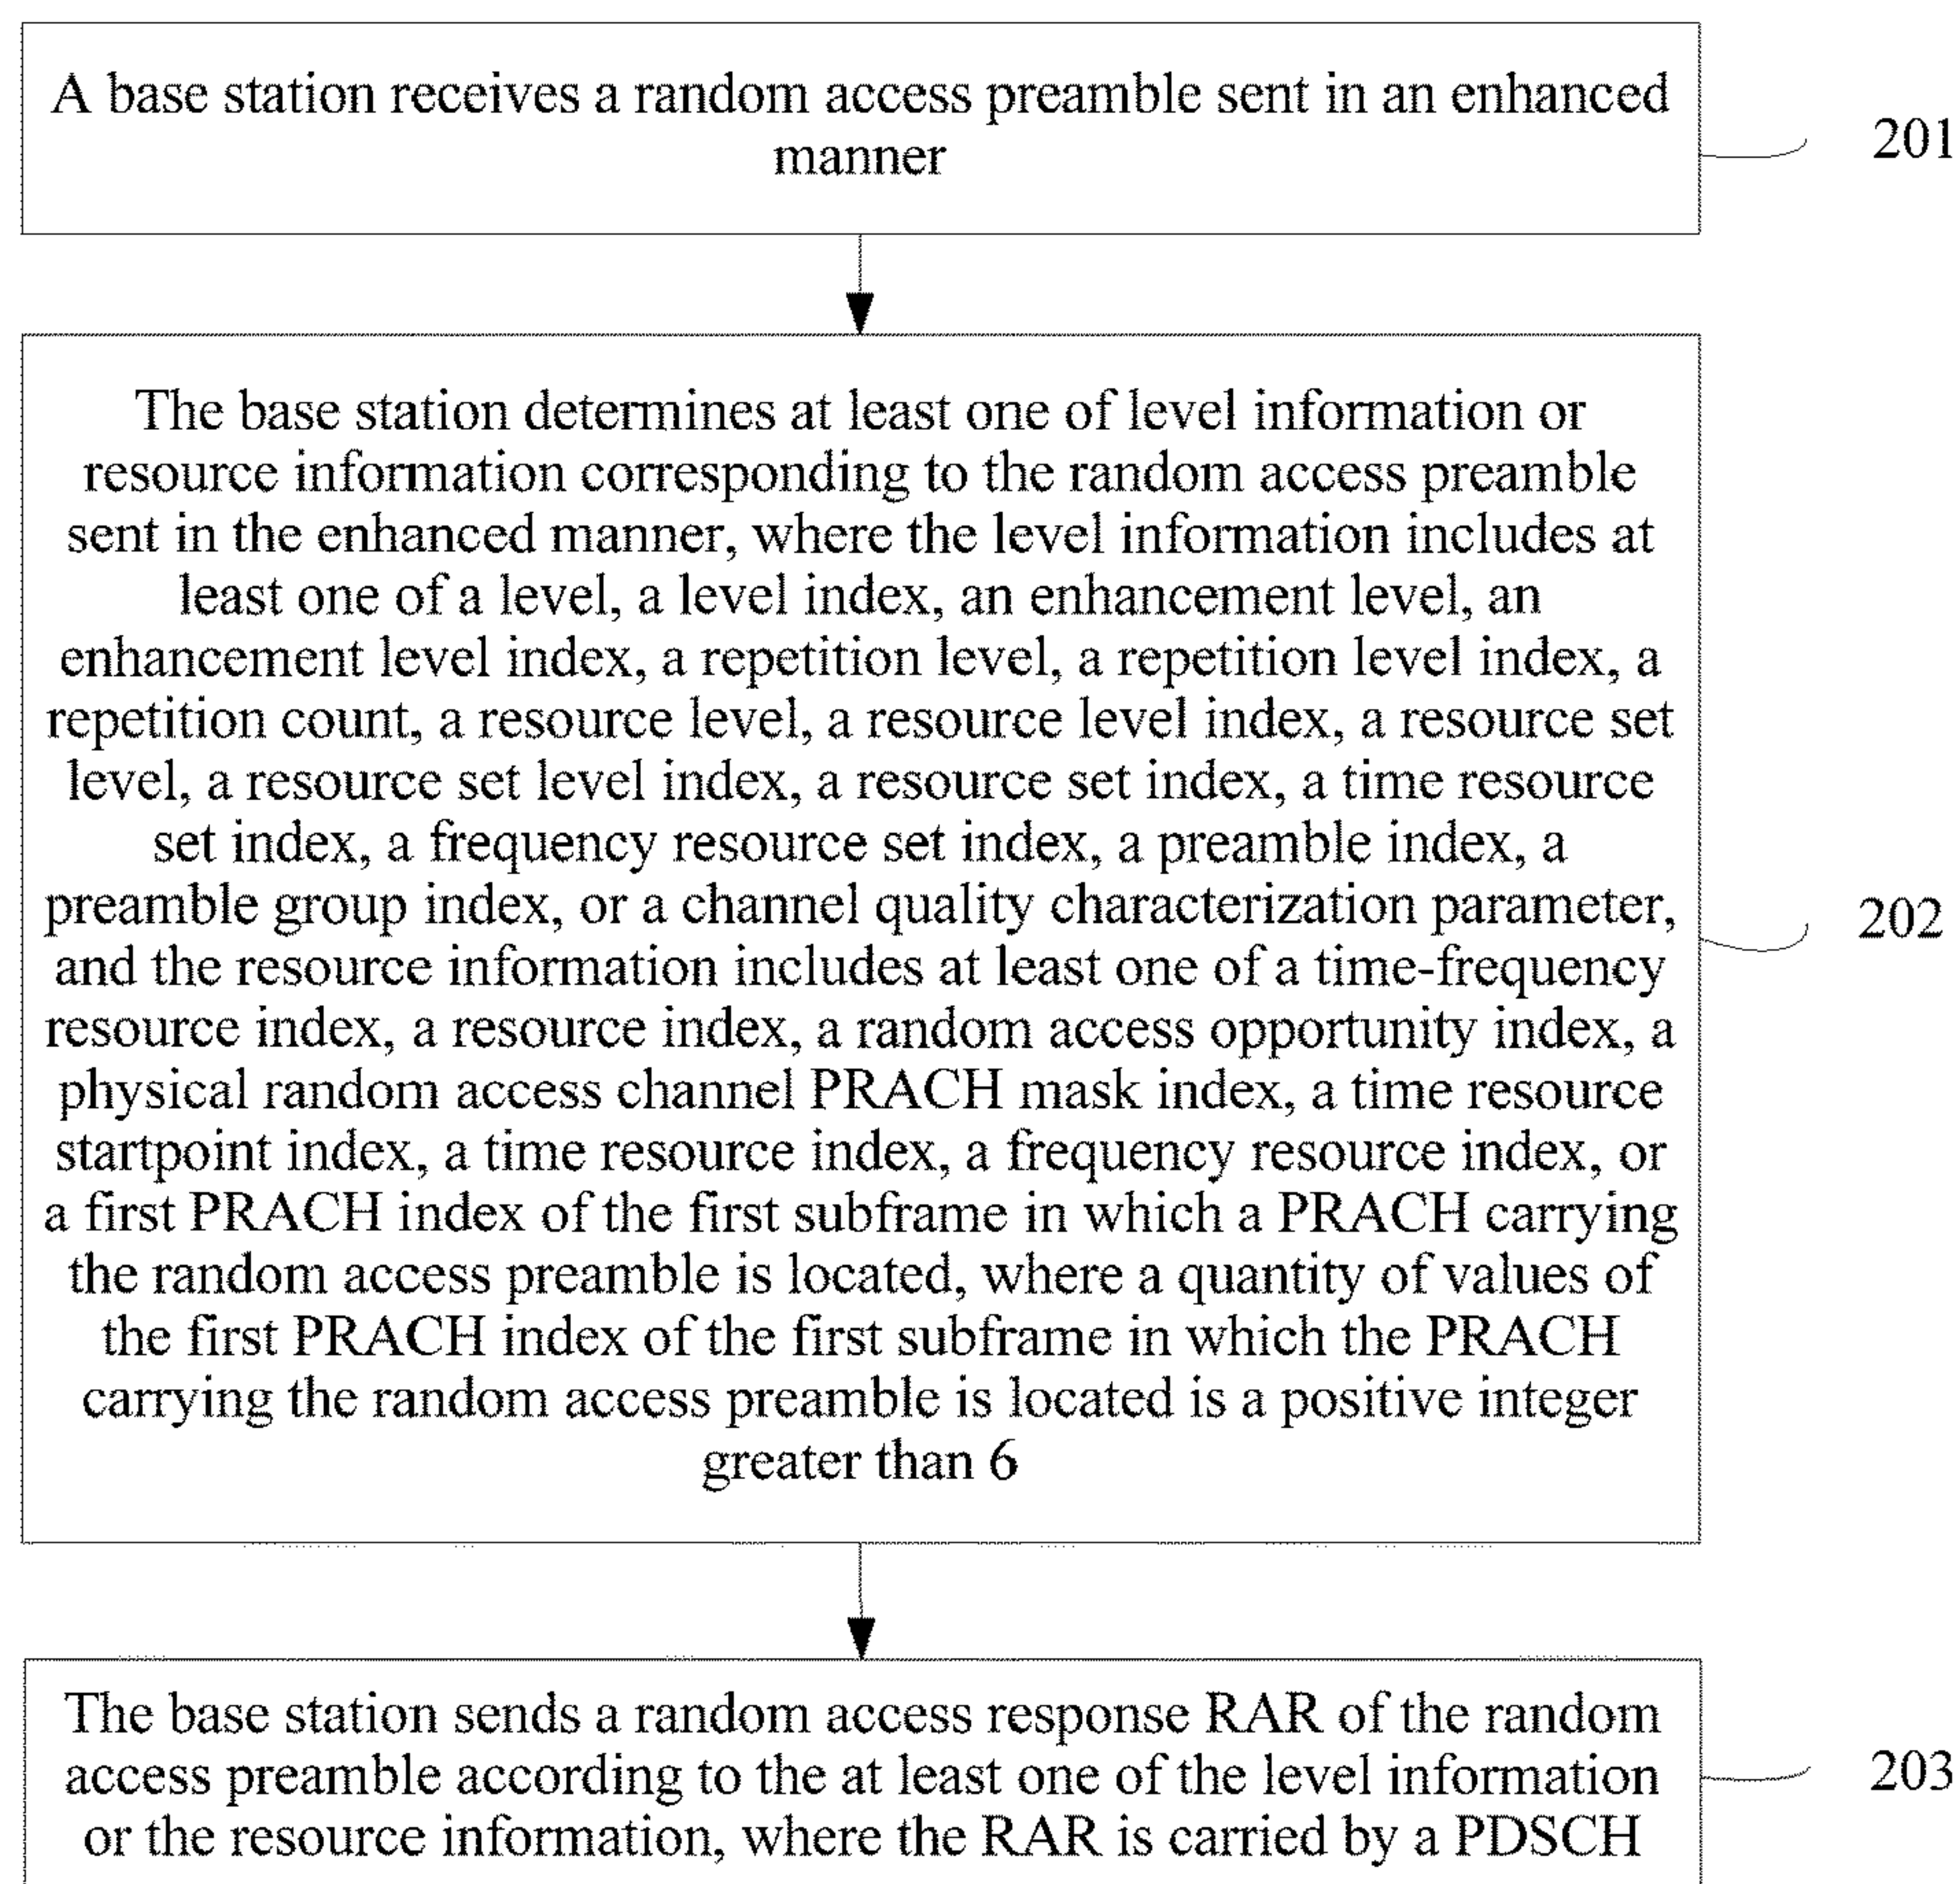 A base station receives a random access preamble sent in an enhanced
manner
201
The base station determines at least one of level information or
resource information corresponding to the random access preamble
sent in the enhanced manner, where the level information includes at
least one of a level, a level index, an enhancement level, an
enhancement level index, a repetition level, a repetition level index, a
repetition count, a resource level, a resource level index, a resource set
level, a resource set level index, a resource set index, a time resource
set index, a frequency resource set index, a preamble index, a
preamble group index, or a channel quality characterization parameter,
and the resource information includes at least one of a time-frequency
resource index, a resource index, a random access opportunity index, a
physical random access channel PRACH mask index, a time resource
startpoint index, a time resource index, a frequency resource index, or
a first PRACH index of the first subframe in which a PRACH carrying
the random access preamble is located, where a quantity of values of
the first PRACH index of the first subframe in which the PRACH
carrying the random access preamble is located is a positive integer
greater than 6
202
The base station sends a random access response RAR of the random
access preamble according to the at least one of the level information
or the resource information, where the RAR is carried by a PDSCH
203